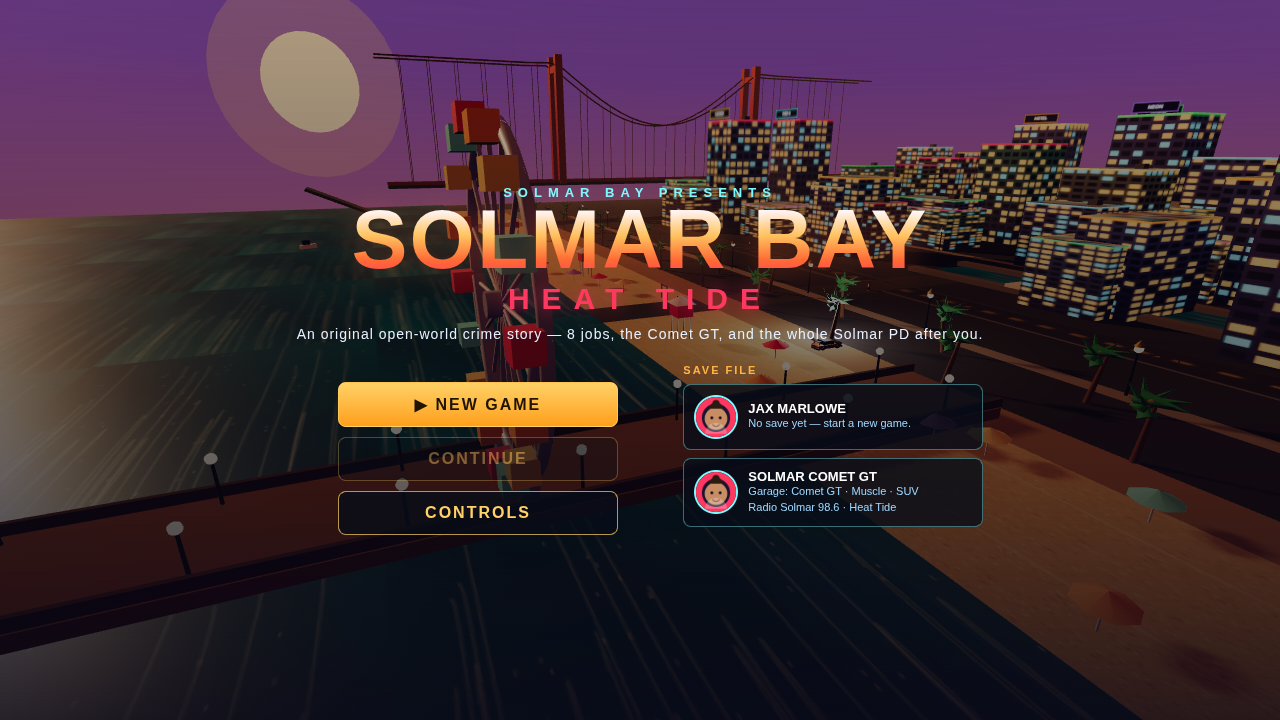 SOLMAR BAY PRESENTS
SOLMAR BAY
HEAT TIDE
An original open-world crime story — 8 jobs, the Comet GT, and the whole Solmar PD after you.
▶ NEW GAME
CONTINUE
CONTROLS
SAVE FILE
JAX MARLOWE
No save yet — start a new game.
SOLMAR COMET GT
Garage: Comet GT · Muscle · SUV
Radio Solmar 98.6 · Heat Tide